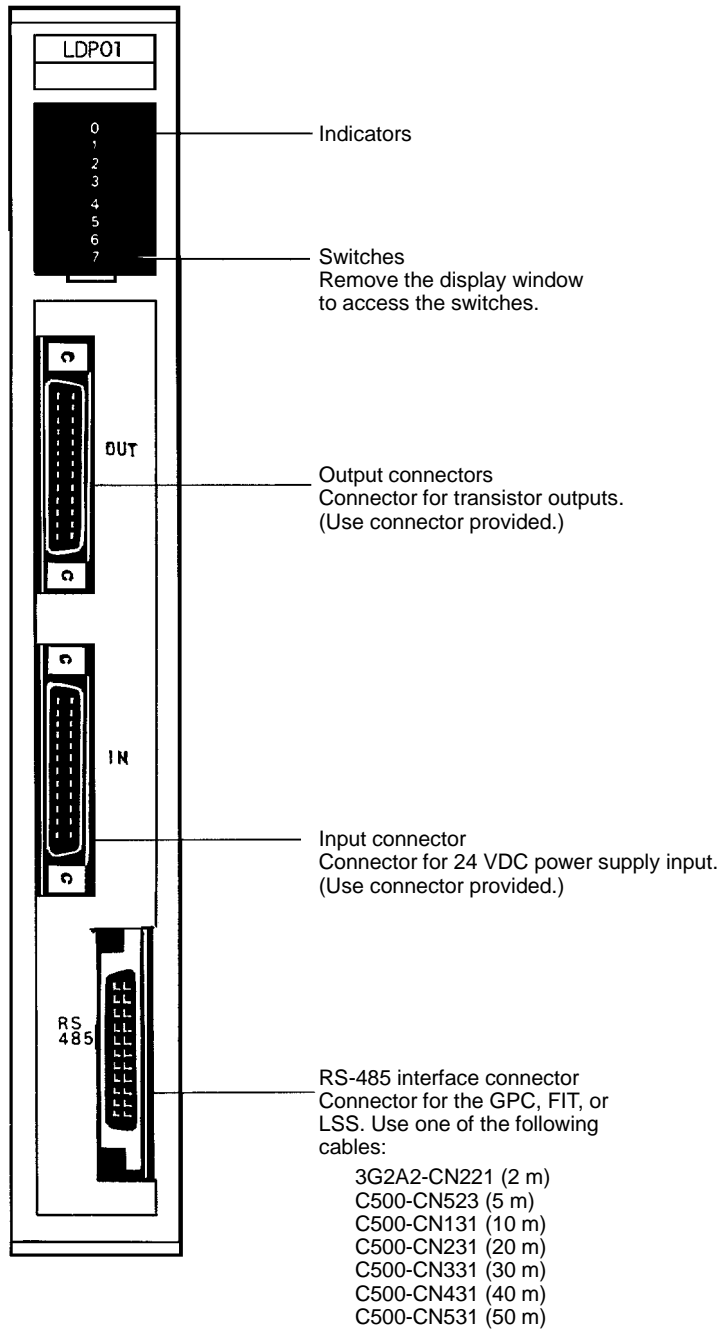 LDP01
0
1
2
3
4
5
6
7
Indicators
Switches
Remove the display window
to access the switches.
C
OUT
Output connectors
Connector for transistor outputs.
(Use connector provided.)
C
C
IN
Input connector
Connector for 24 VDC power supply input.
(Use connector provided.)
C
RS
485
RS-485 interface connector
Connector for the GPC, FIT, or
LSS. Use one of the following
cables:
3G2A2-CN221 (2 m)
C500-CN523 (5 m)
C500-CN131 (10 m)
C500-CN231 (20 m)
C500-CN331 (30 m)
C500-CN431 (40 m)
C500-CN531 (50 m)